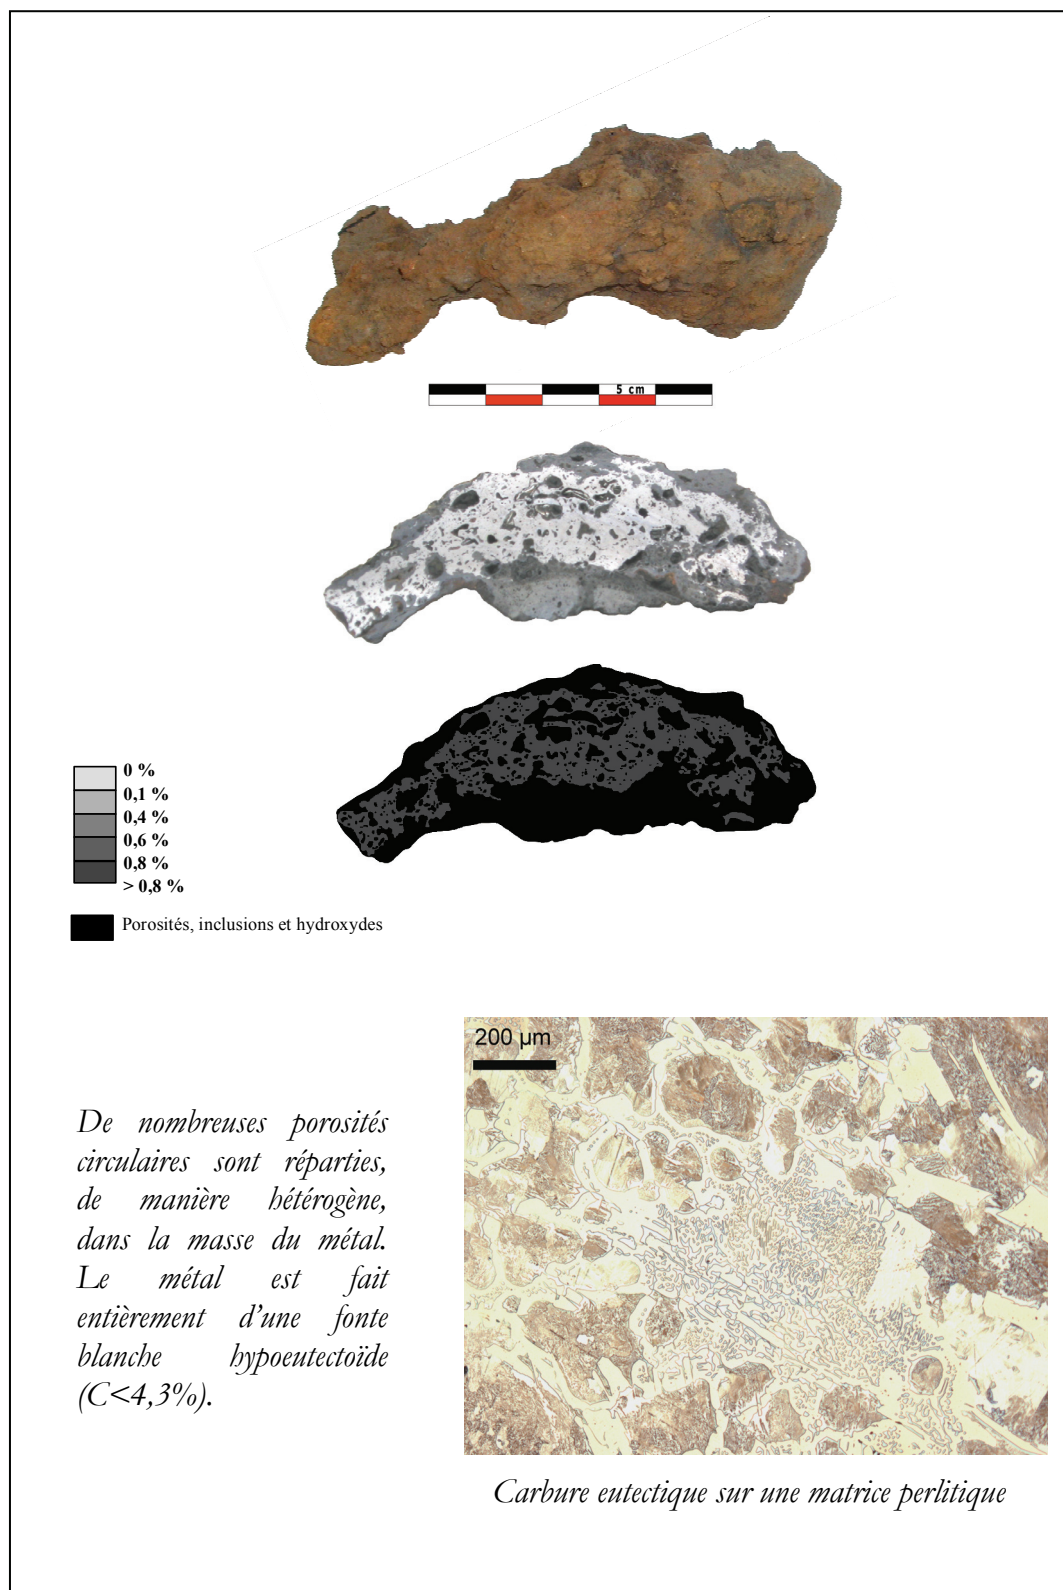 5 cm
0 %
0,1 %
0,4 %
0,6 %
0,8 %
> 0,8 %
Porosités, inclusions et hydroxydes
200 µm
De nombreuses porosités
circulaires sont réparties,
de manière hétérogène,
dans la masse du métal.
Le métal est fait
entièrement d'une fonte
blanche hypoeutectoïde
(C<4,3%).
Carbure eutectique sur une matrice perlitique